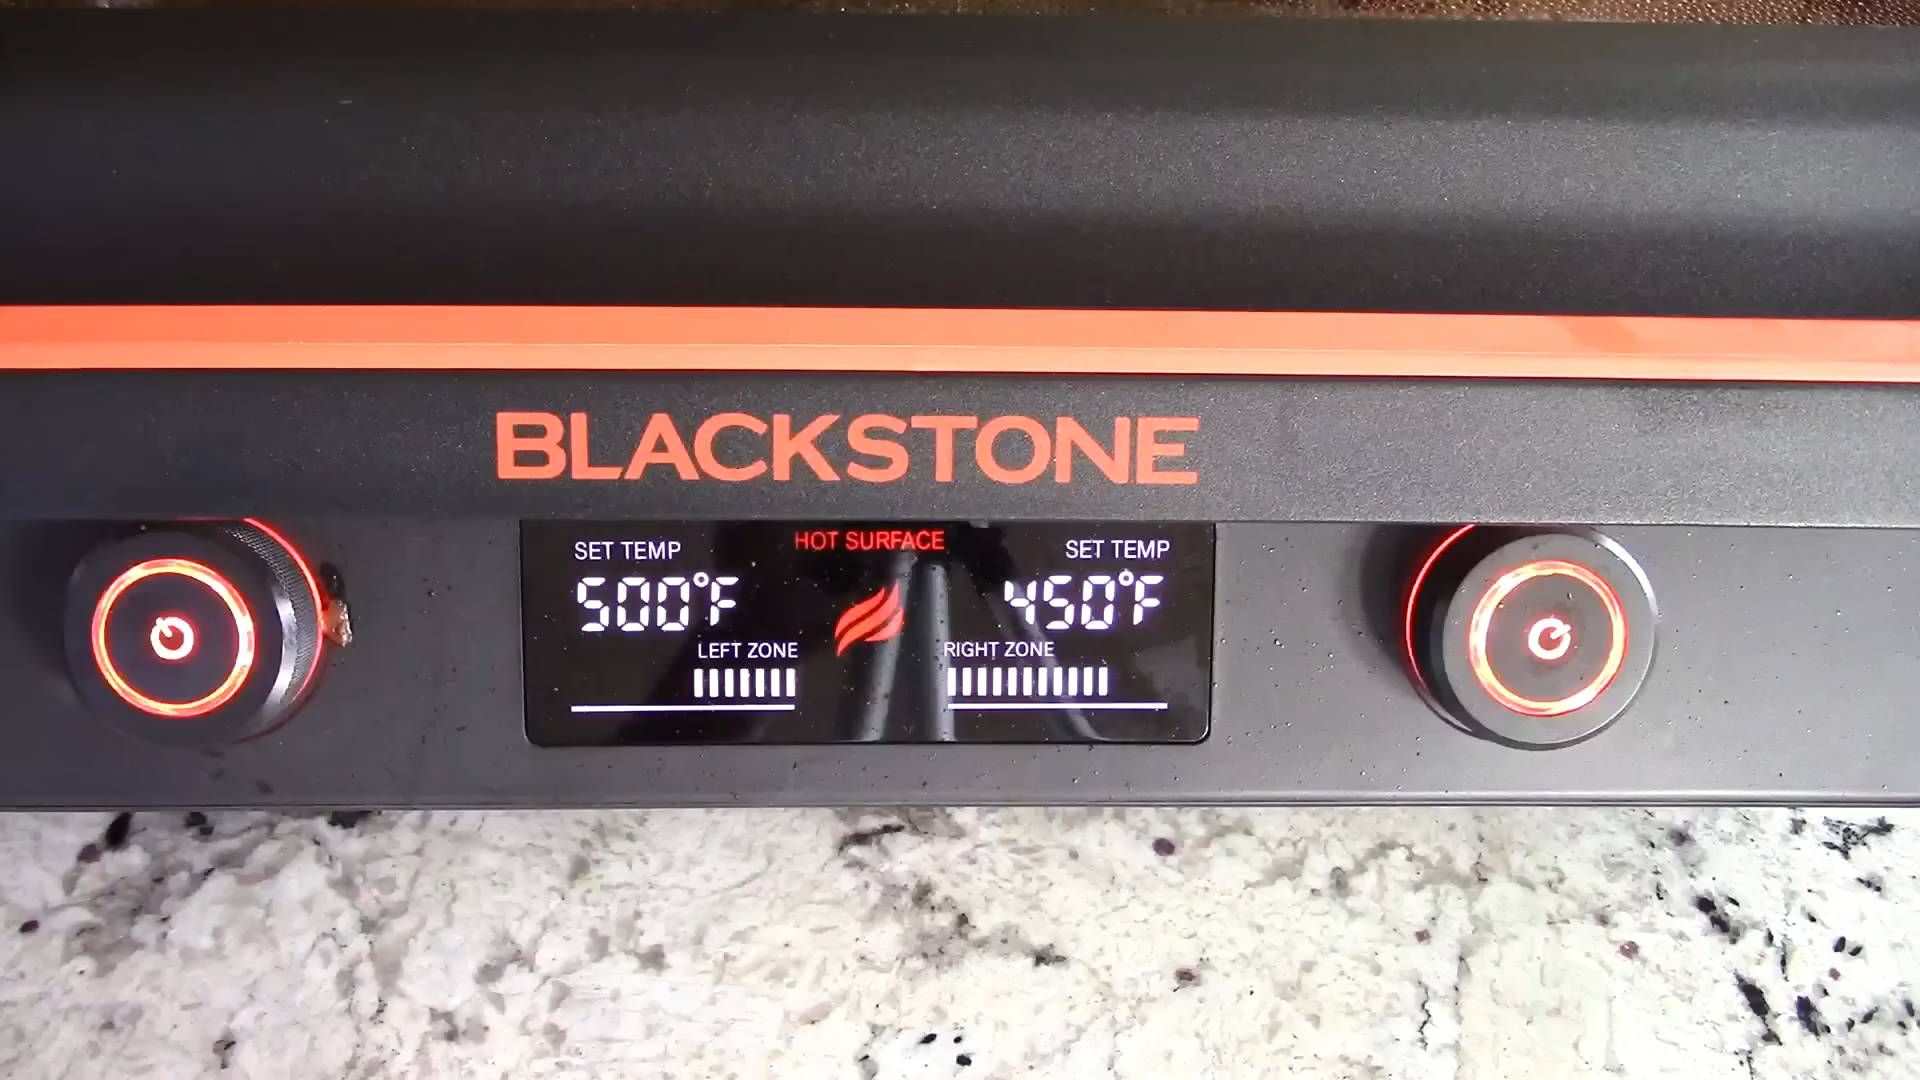 BLACKSTONE
HOT SURFACE
SET TEMP
500°F
LEFT ZONE
SET TEMP
450°F
RIGHT ZONE